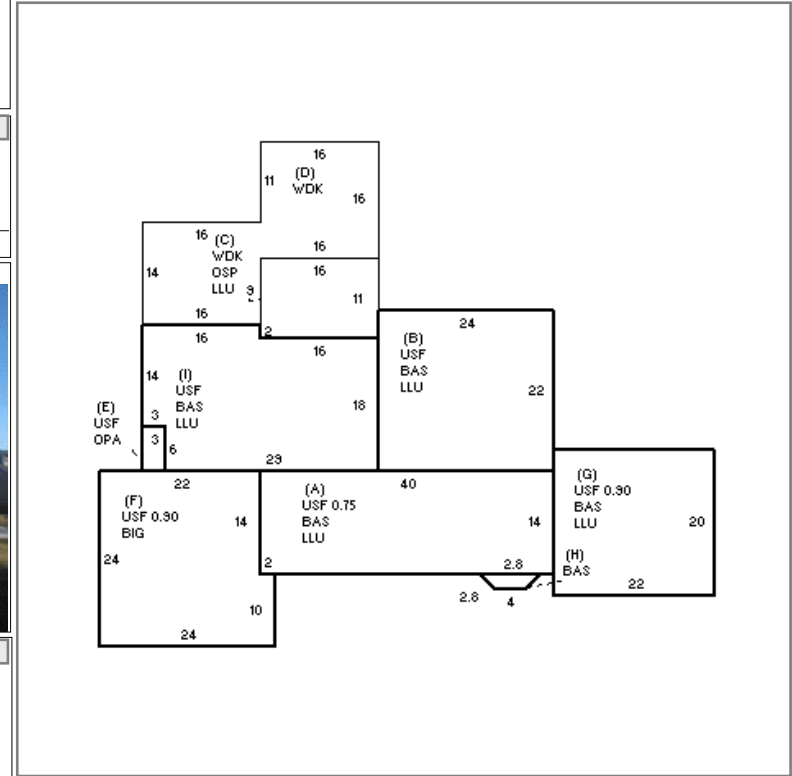 16
11
(D)
WDK
16
16
16
(C)
WDK
OSP
LLU
14
16
11
9
2
16
16
2
16
24
(B)
USF
BAS
LLU
22
14
(I)
USF
BAS
LLU
18
(E)
USF
OPA
3
3
6
29
22
(F)
USF 0.90
BIG
14
24
2
10
24
40
(A)
USF 0.75
BAS
LLU
14
2.8
2.8
4
(G)
USF 0.90
BAS
LLU
20
(H)
BAS
22